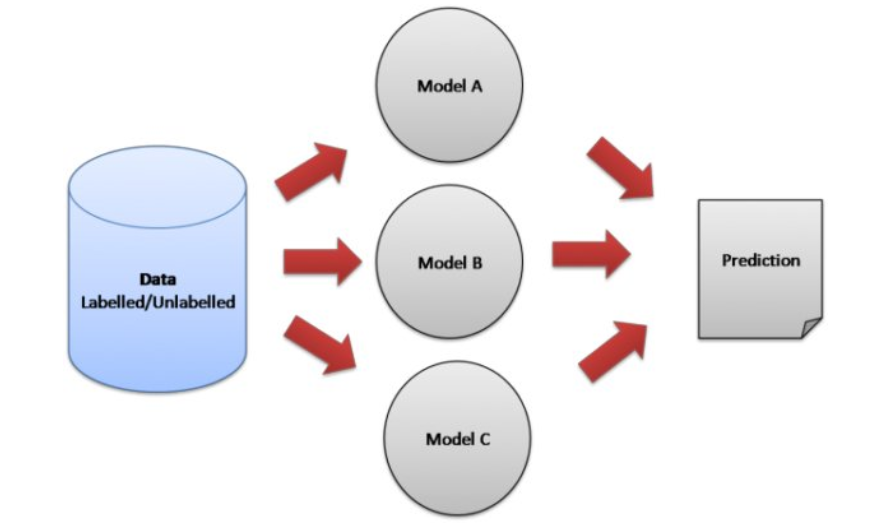 Model A
Data
Labelled/Unlabelled
Model B
Prediction
Model C